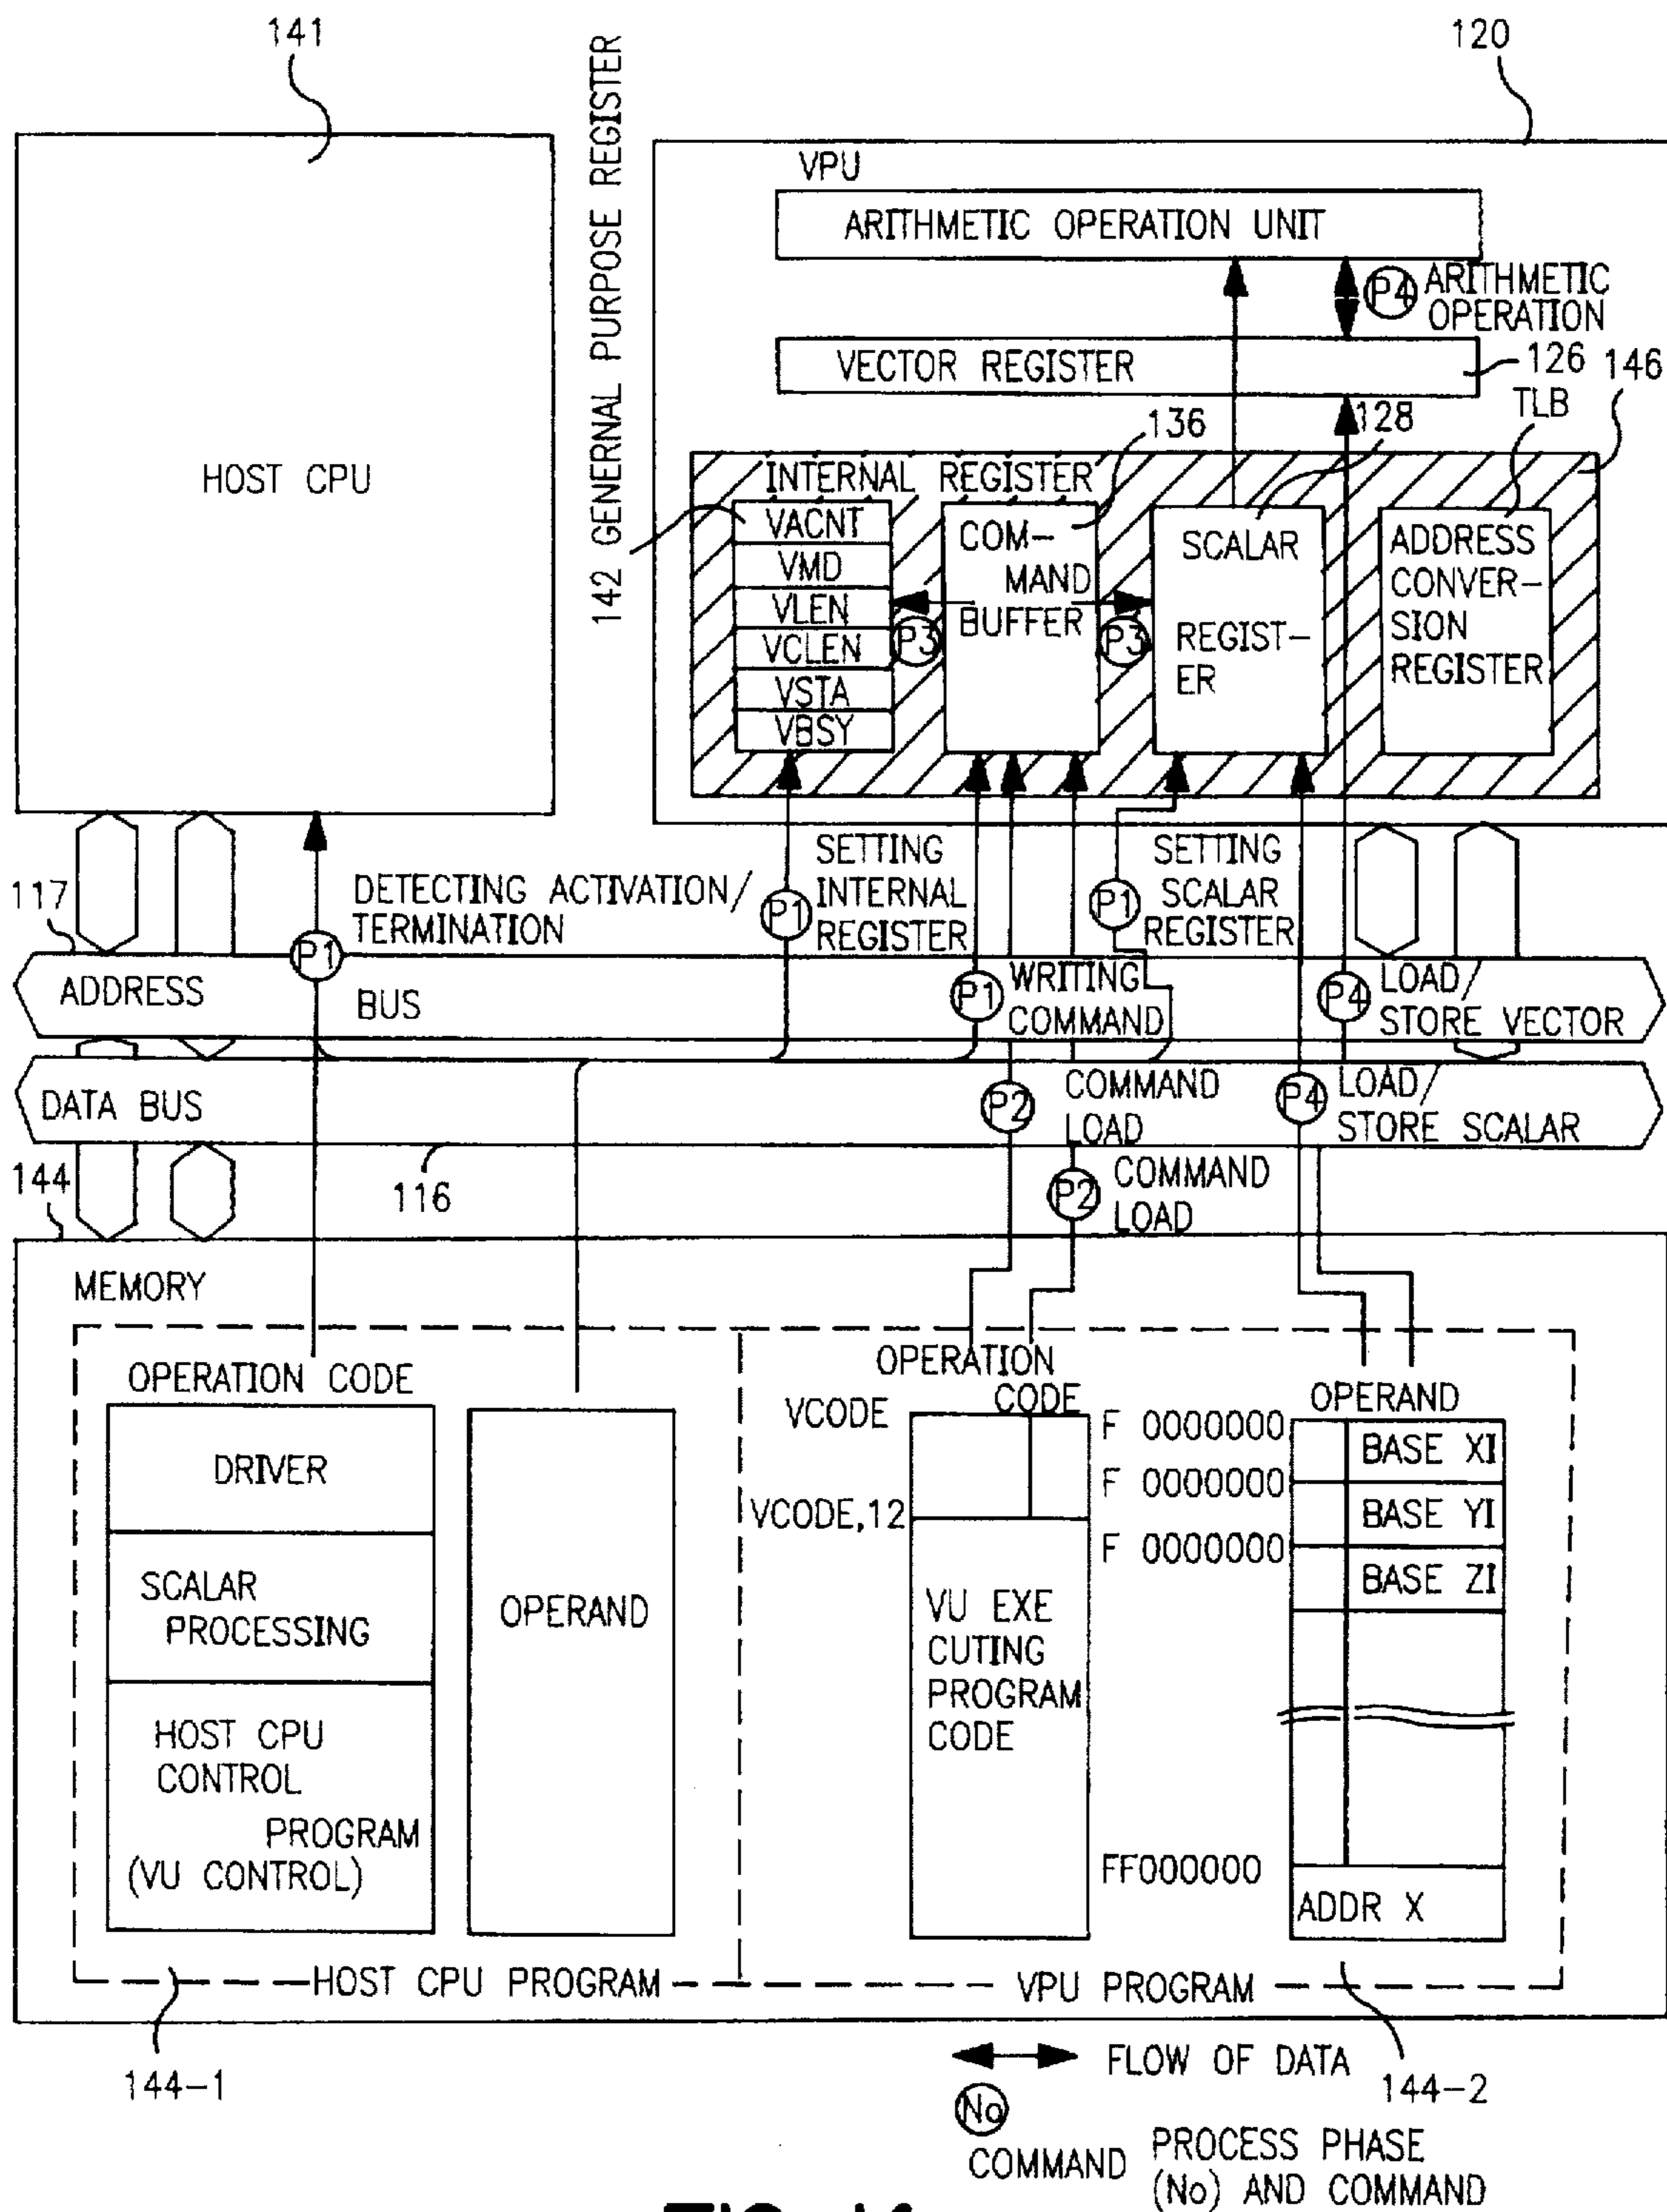 141
120
142 GENERNAL PURPOSE REGISTER
VPU
ARITHMETIC OPERATION UNIT
P4
ARITHMETIC
OPERATION
VECTOR REGISTER
126
146
TLB
128
136
HOST CPU
INTERNAL REGISTER
VACNT
VMD
VLEN
VCLEN
VSTA
VBSY
P3
COM-
MAND
BUFFER
P3
SCALAR
REGIST-
ER
ADDRESS
CONVER-
SION
REGISTER
117
P1
DETECTING ACTIVATION/
TERMINATION
P1
SETTING
INTERNAL
REGISTER
P1
SETTING
SCALAR
REGISTER
ADDRESS BUS
P1
WRITING
COMMAND
P4
LOAD/
STORE VECTOR
DATA BUS
P2
COMMAND
LOAD
P4
LOAD/
STORE SCALAR
144
116
P2
COMMAND
LOAD
MEMORY
OPERATION CODE
DRIVER
SCALAR
PROCESSING
HOST CPU
CONTROL
PROGRAM
(VU CONTROL)
OPERAND
OPERATION
CODE
VCODE
VCODE,12
VU EXE
CUTING
PROGRAM
CODE
OPERAND
F 0000000
BASE XI
F 0000000
BASE YI
F 0000000
BASE ZI
FF000000
ADDR X
HOST CPU PROGRAM
VPU PROGRAM
144-1
144-2
FLOW OF DATA
No
COMMAND
PROCESS PHASE
(No) AND COMMAND